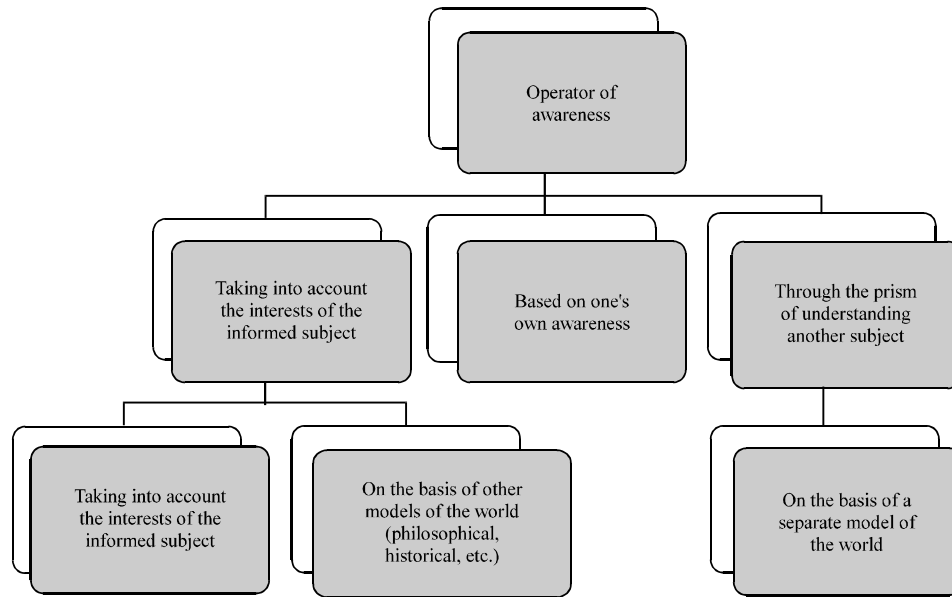 Operator of
awareness
Taking into account
the interests of the
informed subject
Based on one's
own awareness
Through the prism
of understanding
another subject
Taking into account
the interests of the
informed subject
On the basis of other
models of the world
(philosophical,
historical, etc.)
On the basis of a
separate model of
the world